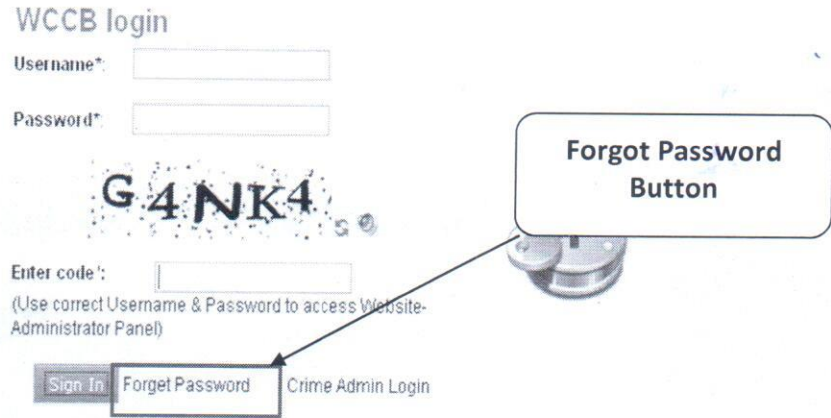 WCCB login
Username*:
Password*:
Forgot Password
Button
G4NK4
Enter code*:
(Use correct Username & Password to access Website-
Administrator Panel)
Sign In Forget Password Crime Admin Login